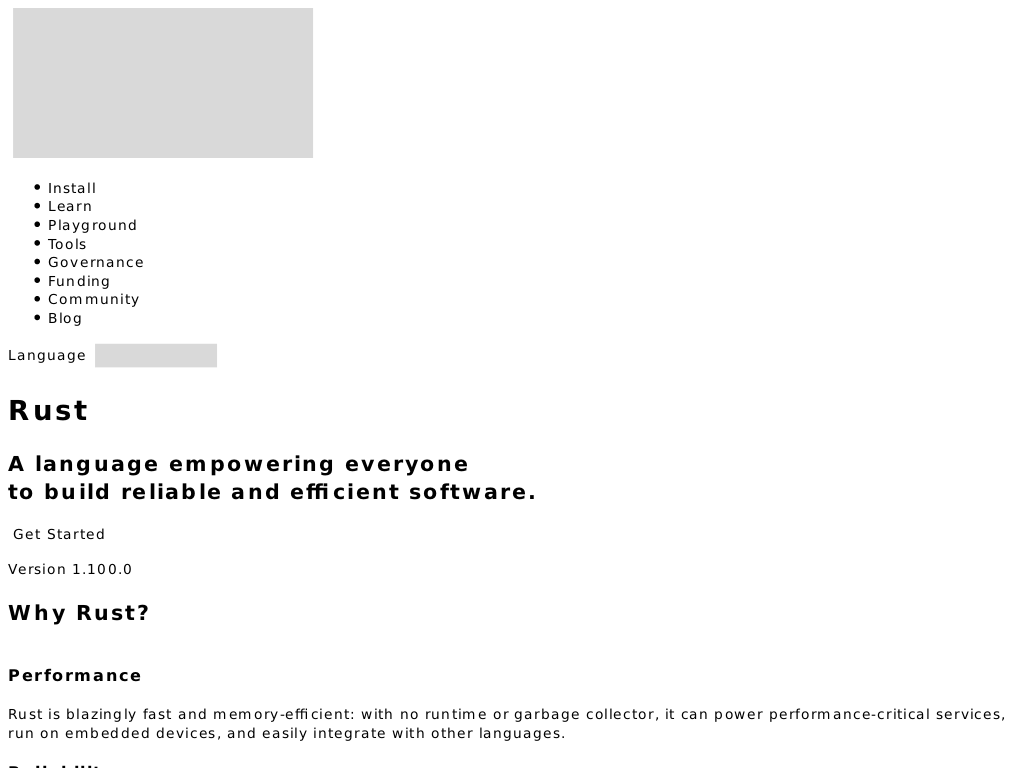 Install
Learn
Playground
Tools
Governance
Funding
Community
Blog
Language
Rust
A language empowering everyone
to build reliable and efficient software.
Get Started
Version 1.100.0
Why Rust?
Performance
Rust is blazingly fast and memory-efficient: with no runtime or garbage collector, it can power performance-critical services,
run on embedded devices, and easily integrate with other languages.